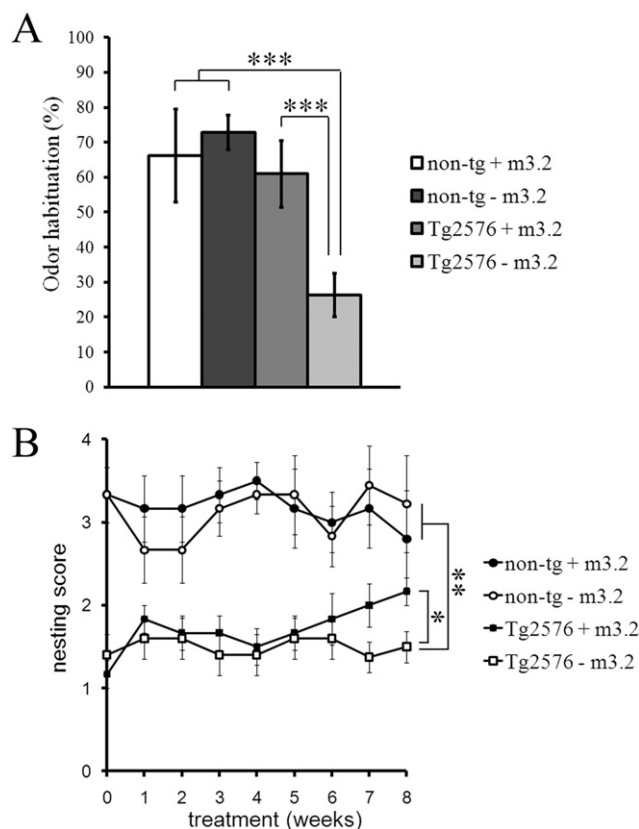 A
Odor habituation (%)
100
90
80
70
60
50
40
30
20
10
0
***
***
non-tg + m3.2
non-tg - m3.2
Tg2576 + m3.2
Tg2576 - m3.2
B
nesting score
4
3
2
1
0
0 1 2 3 4 5 6 7 8
treatment (weeks)
*
**
non-tg + m3.2
non-tg - m3.2
Tg2576 + m3.2
Tg2576 - m3.2